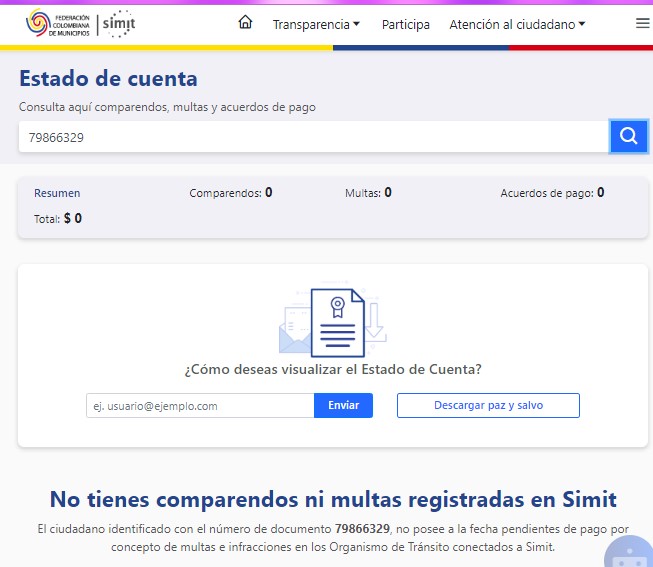 FEDERACIÓN
COLOMBIANA
DE MUNICIPIOS
simit
Transparencia
Participa
Atención al ciudadano
Estado de cuenta
Consulta aquí comparendos, multas y acuerdos de pago
79866329
Resumen
Comparendos: 0
Multas: 0
Acuerdos de pago: 0
Total: $ 0
¿Cómo deseas visualizar el Estado de Cuenta?
ej. usuario@ejemplo.com
Enviar
Descargar paz y salvo
No tienes comparendos ni multas registradas en Simit
El ciudadano identificado con el número de documento 79866329, no posee a la fecha pendientes de pago por
concepto de multas e infracciones en los Organismo de Tránsito conectados a Simit.